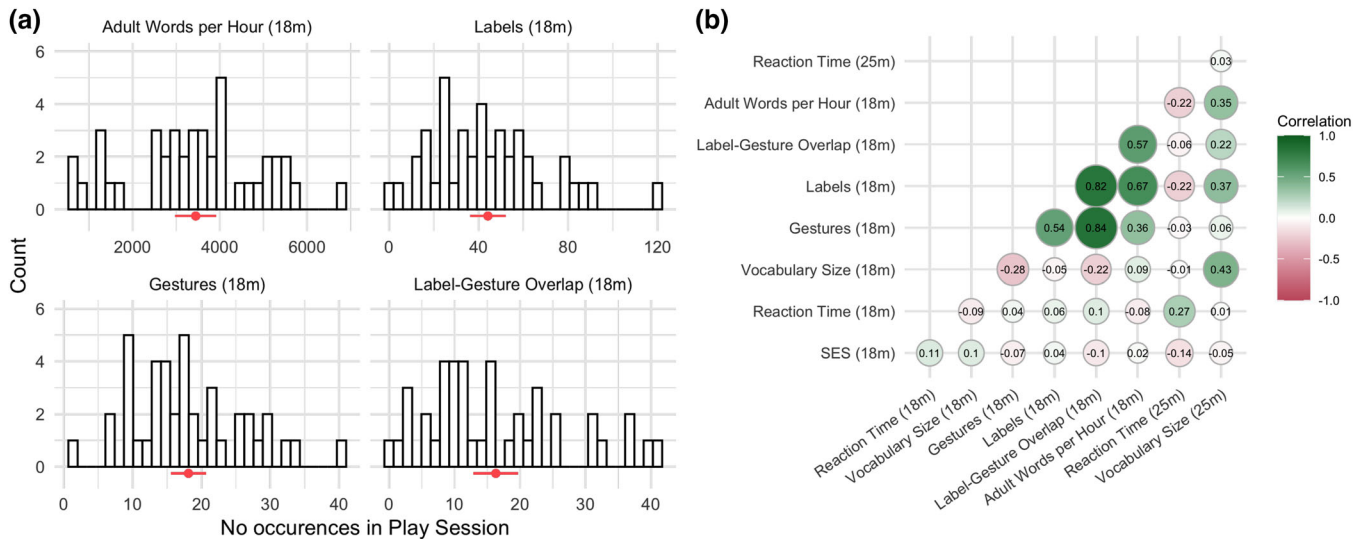 (a)
Adult Words per Hour (18m)
Labels (18m)
6
4
2
0
2000 4000 6000
0 40 80 120
Count
Gestures (18m)
Label-Gesture Overlap (18m)
6
4
2
0
0 10 20 30 40
0 10 20 30 40
No occurences in Play Session
(b)
Reaction Time (25m) 0.03
Adult Words per Hour (18m) -0.22 0.35
Label-Gesture Overlap (18m) 0.57 -0.06 0.22
Labels (18m) 0.82 0.67 -0.22 0.37
Gestures (18m) 0.54 0.84 0.36 -0.03 0.06
Vocabulary Size (18m) -0.28 -0.05 -0.22 0.09 -0.01 0.43
Reaction Time (18m) -0.09 0.04 0.06 0.1 -0.08 0.27 0.01
SES (18m) 0.11 0.1 -0.07 0.04 -0.1 0.02 -0.14 -0.05
Reaction Time (18m)
Vocabulary Size (18m)
Gestures (18m)
Labels (18m)
Label-Gesture Overlap (18m)
Adult Words per Hour (18m)
Reaction Time (25m)
Vocabulary Size (25m)
Correlation
1.0
0.5
0.0
-0.5
-1.0